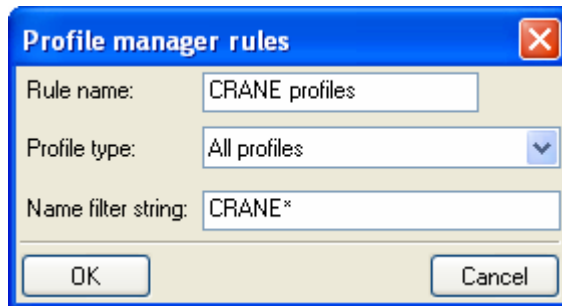 Profile manager rules
Rule name: CRANE profiles
Profile type: All profiles
Name filter string: CRANE*
OK Cancel